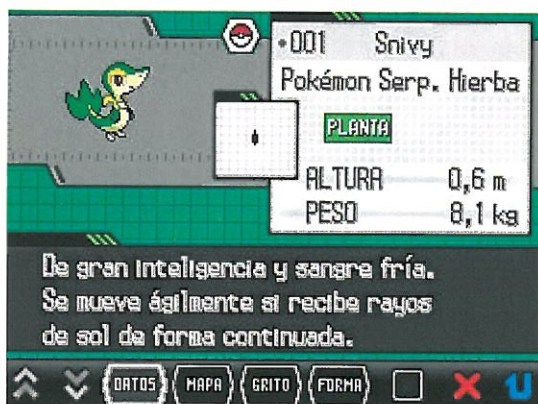 001 Snivy
Pokémon Serp. Hierba
PLANTA
ALTURA 0,6 m
PESO 8,1 kg
De gran inteligencia y sangre fría.
Se mueve ágilmente si recibe rayos
de sol de forma continuada.
DATOS MAPA GRITO FORMA